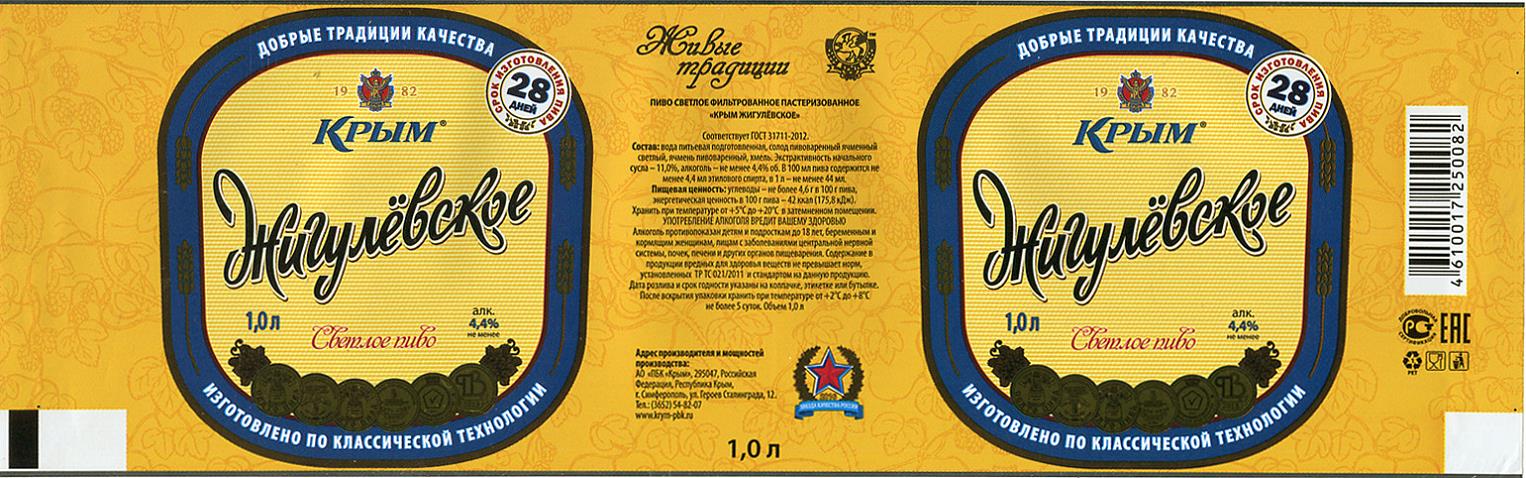 ДОБРЫЕ ТРАДИЦИИ КАЧЕСТВА
СРОК ИЗГОТОВЛЕНИЯ ПИВА
28
ДНЕЙ
19 82
КРЫМ®
Жигулёвское
1,0 л
Светлое пиво
алк.
4,4%
не менее
ИЗГОТОВЛЕНО ПО КЛАССИЧЕСКОЙ ТЕХНОЛОГИИ
Живые
традиции
ПИВО СВЕТЛОЕ ФИЛЬТРОВАННОЕ ПАСТЕРИЗОВАННОЕ
«КРЫМ ЖИГУЛЁВСКОЕ»
Соответствует ГОСТ 31711-2012.
Состав: вода питьевая подготовленная, солод пивоваренный ячменный
светлый, ячмень пивоваренный, хмель. Экстрактивность начального
сусла – 11,0%, алкоголь – не менее 4,4% об. В 100 мл пива содержится не
менее 4,4 мл этилового спирта, в 1 л – не менее 44 мл.
Пищевая ценность: углеводы – не более 4,6 г в 100 г пива,
энергетическая ценность в 100 г пива – 42 ккал (175,8 кДж).
Хранить при температуре от +5°С до +20°С в затемненном помещении.
УПОТРЕБЛЕНИЕ АЛКОГОЛЯ ВРЕДИТ ВАШЕМУ ЗДОРОВЬЮ
Алкоголь противопоказан детям и подросткам до 18 лет, беременным и
кормящим женщинам, лицам с заболеваниями центральной нервной
системы, почек, печени и других органов пищеварения. Содержание в
продукции вредных для здоровья веществ не превышает норм,
установленных ТР ТС 021/2011 и стандартом на данную продукцию.
Дата розлива и срок годности указаны на колпачке, этикетке или бутылке.
После вскрытия упаковки хранить при температуре от +2°С до +8°С
не более 5 суток. Объем 1,0 л
Адрес производителя и мощностей
производства:
АО «ПБК «Крым», 295047, Российская
Федерация, Республика Крым,
г. Симферополь, ул. Героев Сталинграда, 12.
Тел.: (3652) 54-82-07
www.krym-pbk.ru
ЗВЕЗДА КАЧЕСТВА РОССИИ
1,0 л
ДОБРЫЕ ТРАДИЦИИ КАЧЕСТВА
СРОК ИЗГОТОВЛЕНИЯ ПИВА
28
ДНЕЙ
19 82
КРЫМ®
Жигулёвское
1,0 л
Светлое пиво
алк.
4,4%
не менее
ИЗГОТОВЛЕНО ПО КЛАССИЧЕСКОЙ ТЕХНОЛОГИИ
4610017250082
ДОБРОВОЛЬНАЯ
СЕРТИФИКАЦИЯ
EAC
PET